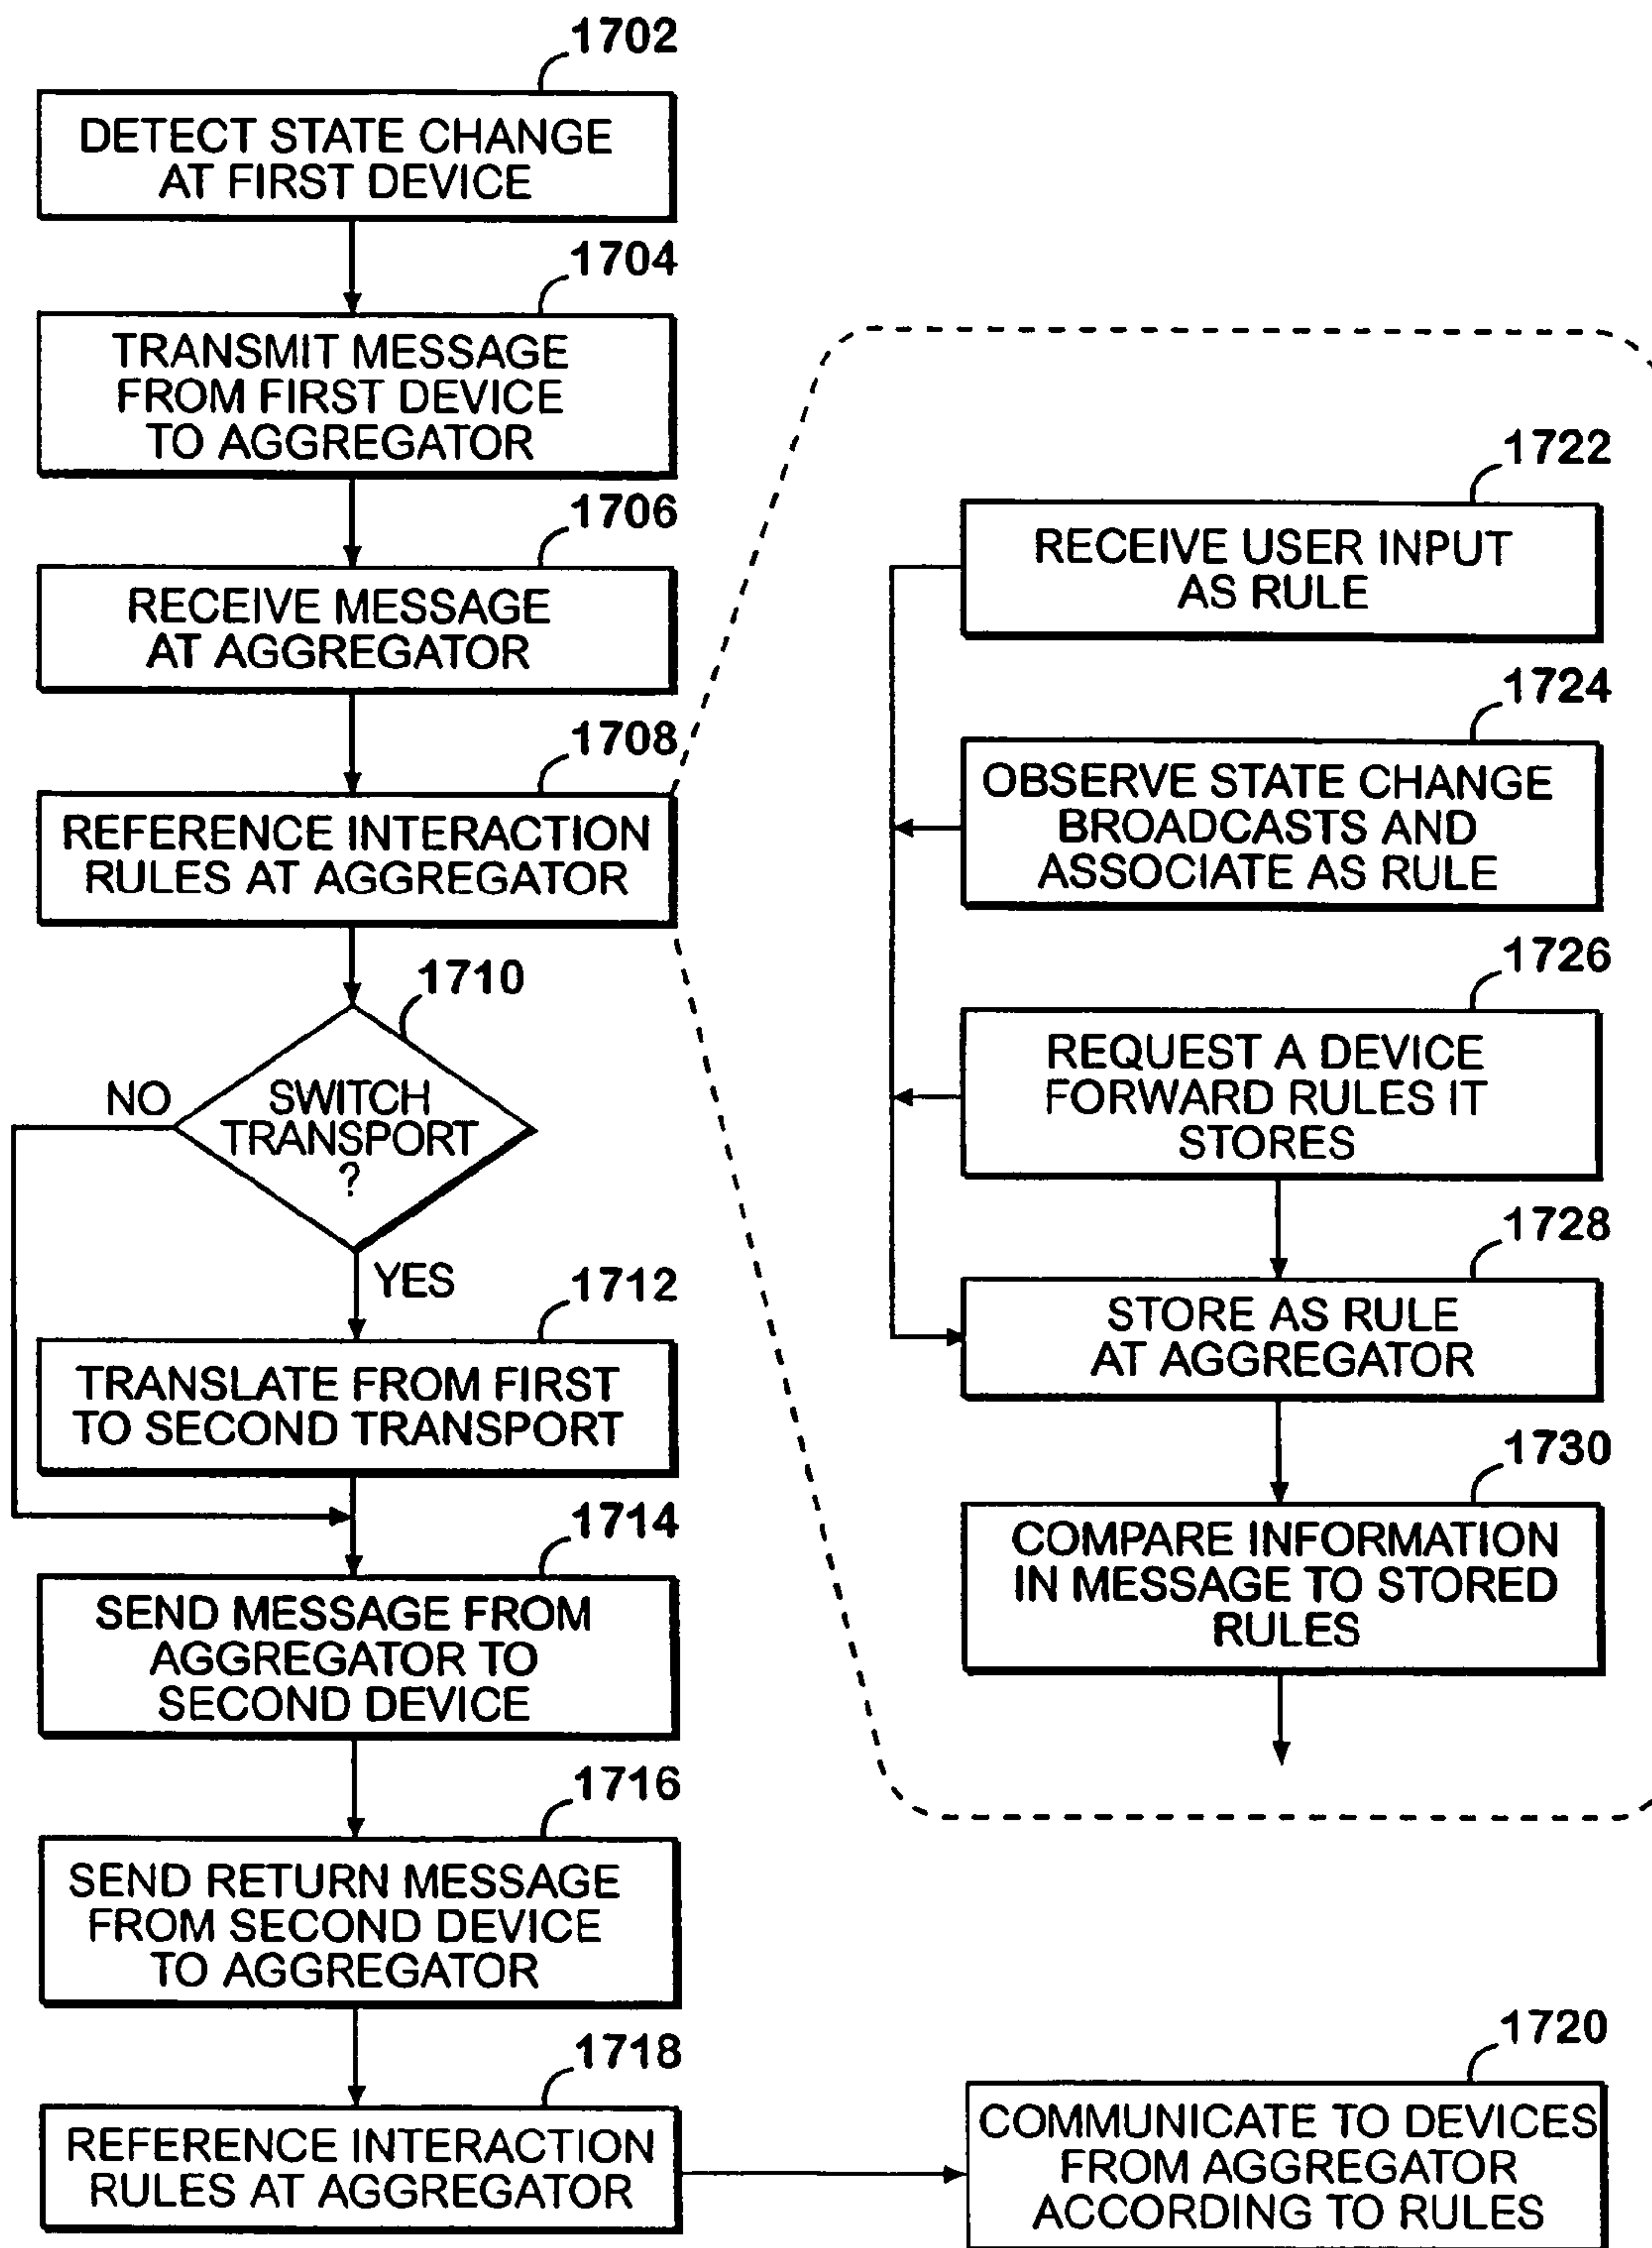 1702
DETECT STATE CHANGE
AT FIRST DEVICE
1704
TRANSMIT MESSAGE
FROM FIRST DEVICE
TO AGGREGATOR
1706
RECEIVE MESSAGE
AT AGGREGATOR
1708
REFERENCE INTERACTION
RULES AT AGGREGATOR
1710
SWITCH
TRANSPORT
?
NO
YES
1712
TRANSLATE FROM FIRST
TO SECOND TRANSPORT
1714
SEND MESSAGE FROM
AGGREGATOR TO
SECOND DEVICE
1716
SEND RETURN MESSAGE
FROM SECOND DEVICE
TO AGGREGATOR
1718
REFERENCE INTERACTION
RULES AT AGGREGATOR
1720
COMMUNICATE TO DEVICES
FROM AGGREGATOR
ACCORDING TO RULES
1722
RECEIVE USER INPUT
AS RULE
1724
OBSERVE STATE CHANGE
BROADCASTS AND
ASSOCIATE AS RULE
1726
REQUEST A DEVICE
FORWARD RULES IT
STORES
1728
STORE AS RULE
AT AGGREGATOR
1730
COMPARE INFORMATION
IN MESSAGE TO STORED
RULES